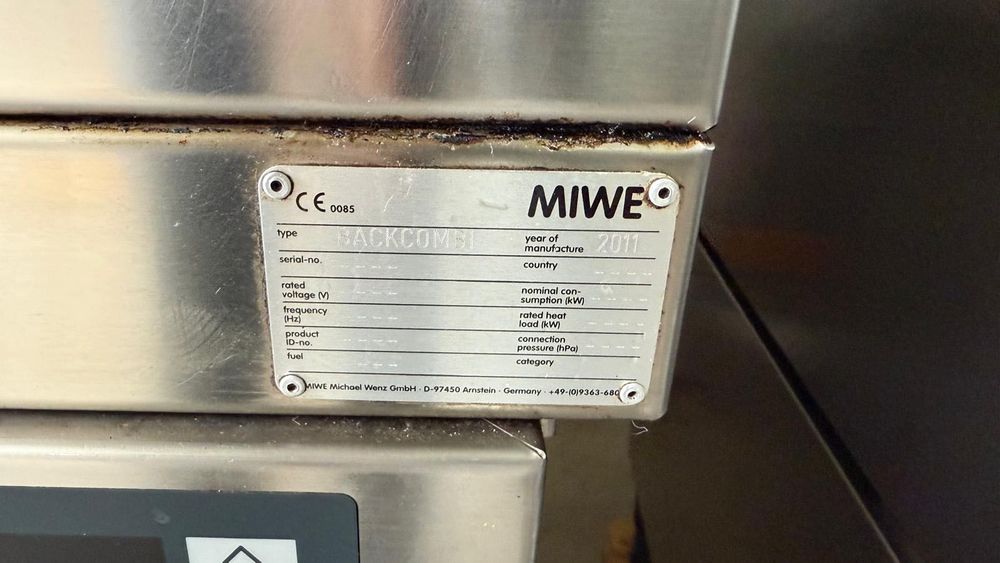 CE 0085 MIWE
type BACKCOMBI year of manufacture 2011
serial-no. - - - - country - - - -
rated voltage (V) - - - - nominal con-sumption (kW) - - - -
frequency (Hz) - - - - rated heat load (kW) - - - -
product ID-no. - - - - connection pressure (hPa) - - - -
fuel - - - - category - - - -
MIWE Michael Wenz GmbH · D-97450 Arnstein · Germany · +49-(0)9363-680